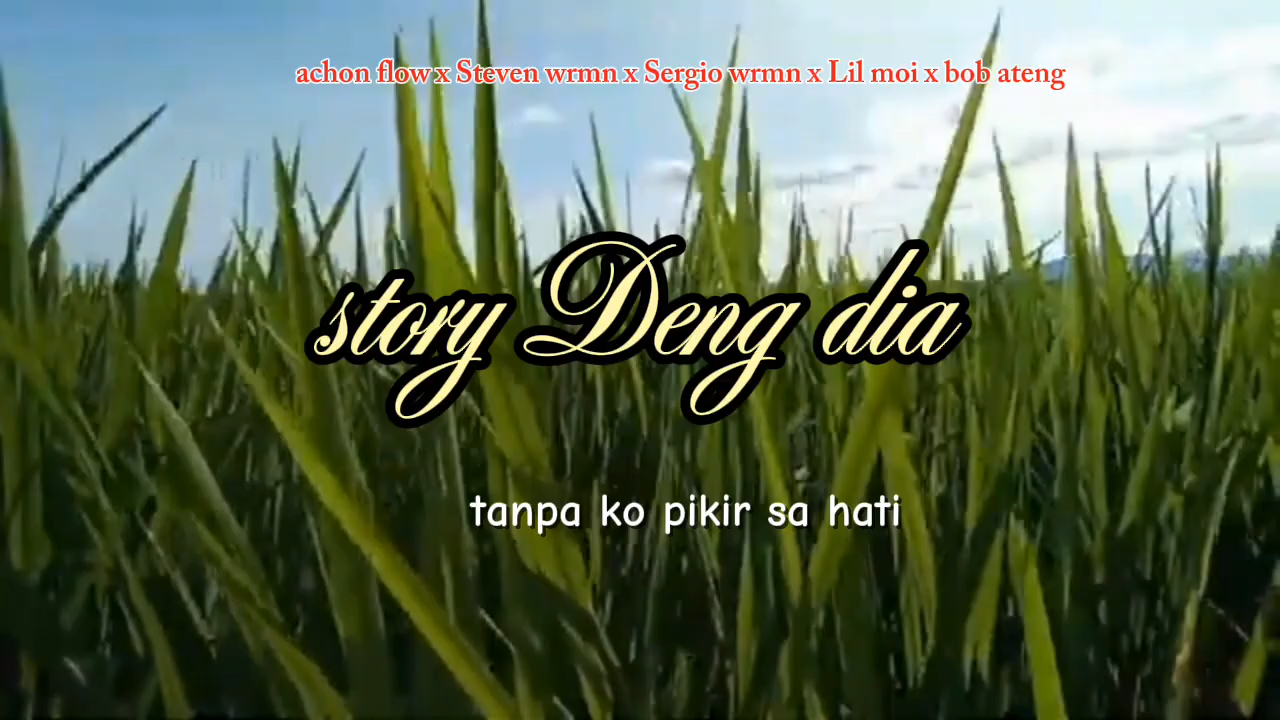 achon flow x Steven wrmn x Sergio wrmn x Lil moi x bob ateng
story Deng dia
tanpa ko pikir sa hati